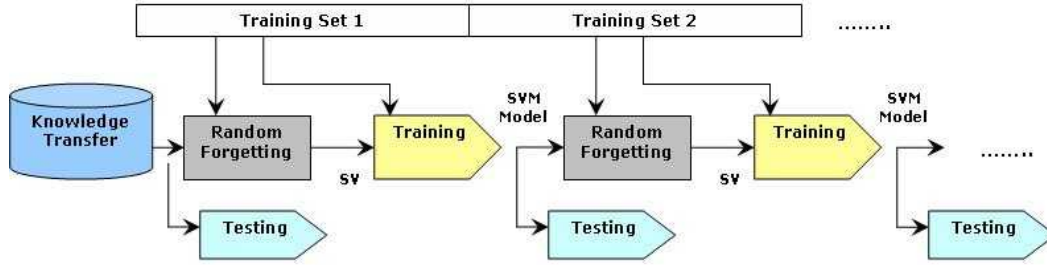 Training Set 1
Training Set 2
........
Knowledge
Transfer
Random
Forgetting
Training
SV
SVM
Model
Random
Forgetting
Training
SV
SVM
Model
........
Testing
Testing
Testing